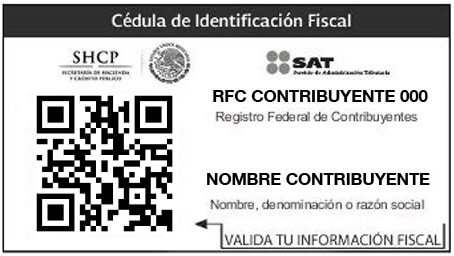 Cédula de Identificación Fiscal
SHCP
SECRETARÍA DE HACIENDA
Y CRÉDITO PÚBLICO
SAT
Servicio de Administración Tributaria
RFC CONTRIBUYENTE 000
Registro Federal de Contribuyentes
NOMBRE CONTRIBUYENTE
Nombre, denominación o razón social
VALIDA TU INFORMACIÓN FISCAL